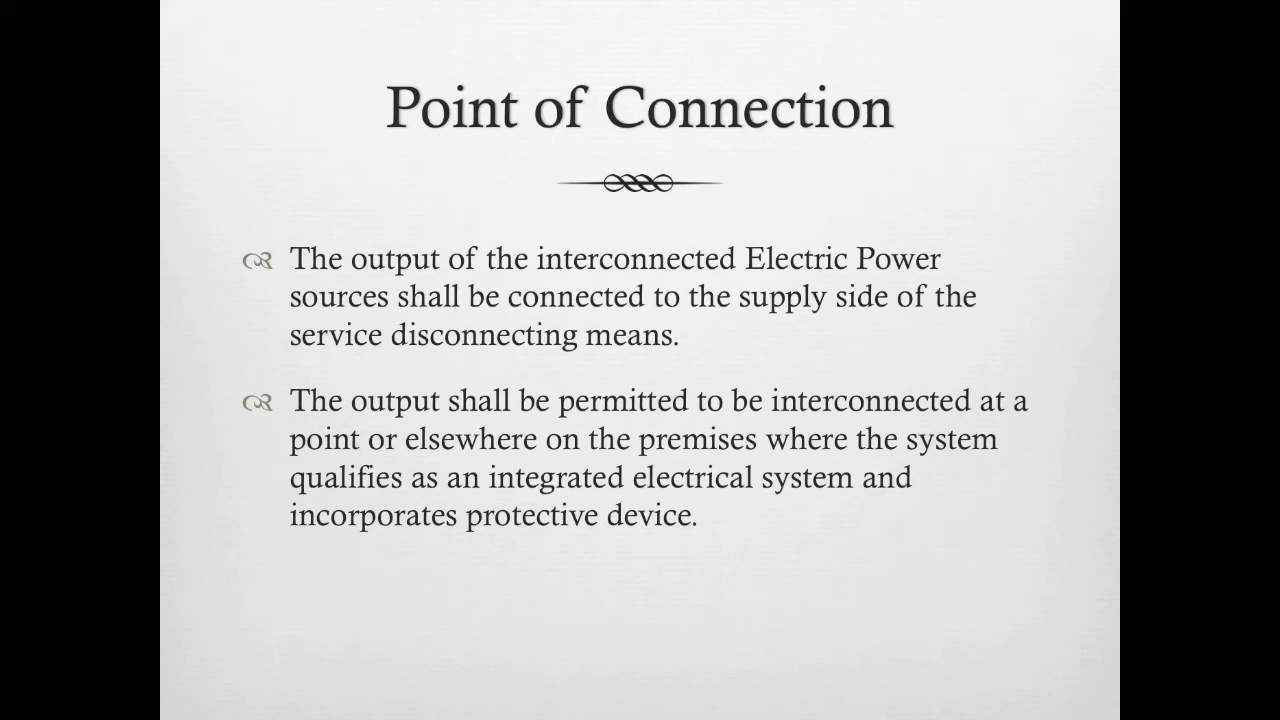 Point of Connection
The output of the interconnected Electric Power
sources shall be connected to the supply side of the
service disconnecting means.
The output shall be permitted to be interconnected at a
point or elsewhere on the premises where the system
qualifies as an integrated electrical system and
incorporates protective device.